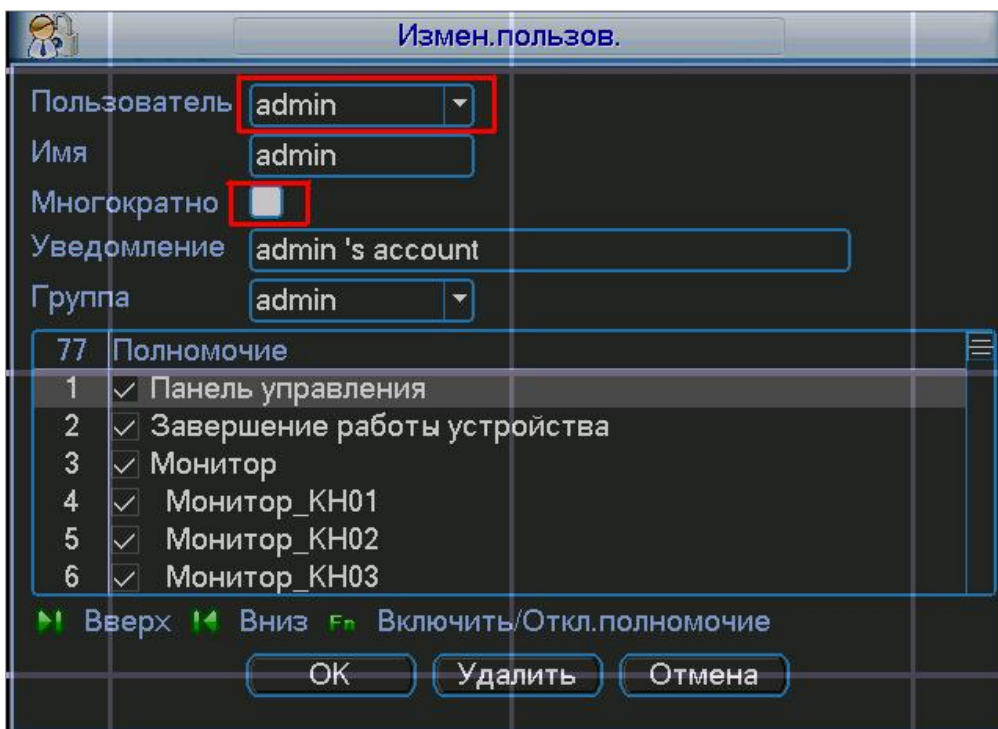 Измен.пользов.
Пользователь admin
Имя admin
Многократно
Уведомление admin 's account
Группа admin
77 Полномочие
1 Панель управления
2 Завершение работы устройства
3 Монитор
4 Монитор_КН01
5 Монитор_КН02
6 Монитор_КН03
Вверх Вниз Fn Включить/Откл.полномочие
OK Удалить Отмена